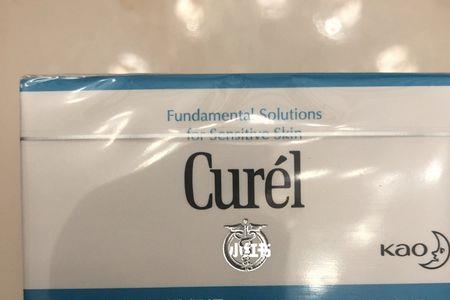 Fundamental Solutions
for Sensitive Skin
Curél
小红书
Kao